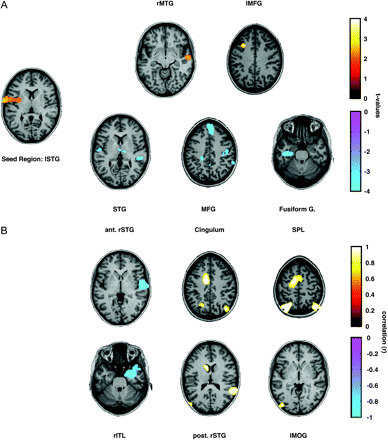 A
rMTG lMFG
4
3
2
1
0
t-values
0
-1
-2
-3
-4
Seed Region: lSTG
STG MFG Fusiform G.
B
ant. rSTG Cingulum SPL
1
0.8
0.6
0.4
0.2
0
correlation (r)
0
-0.2
-0.4
-0.6
-0.8
-1
rITL post. rSTG lMOG